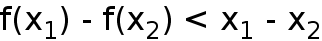 f(x₁) - f(x₂) < x₁ - x₂